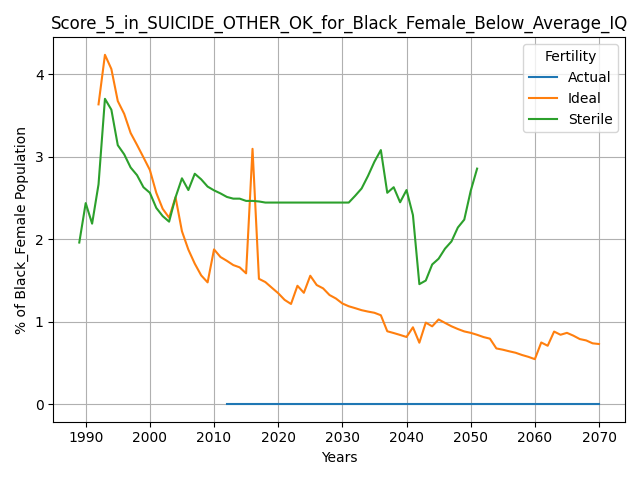 Score_5_in_SUICIDE_OTHER_OK_for_Black_Female_Below_Average_IQ
Fertility
Actual
Ideal
Sterile
% of Black_Female Population
4
3
2
1
0
1990 2000 2010 2020 2030 2040 2050 2060 2070
Years